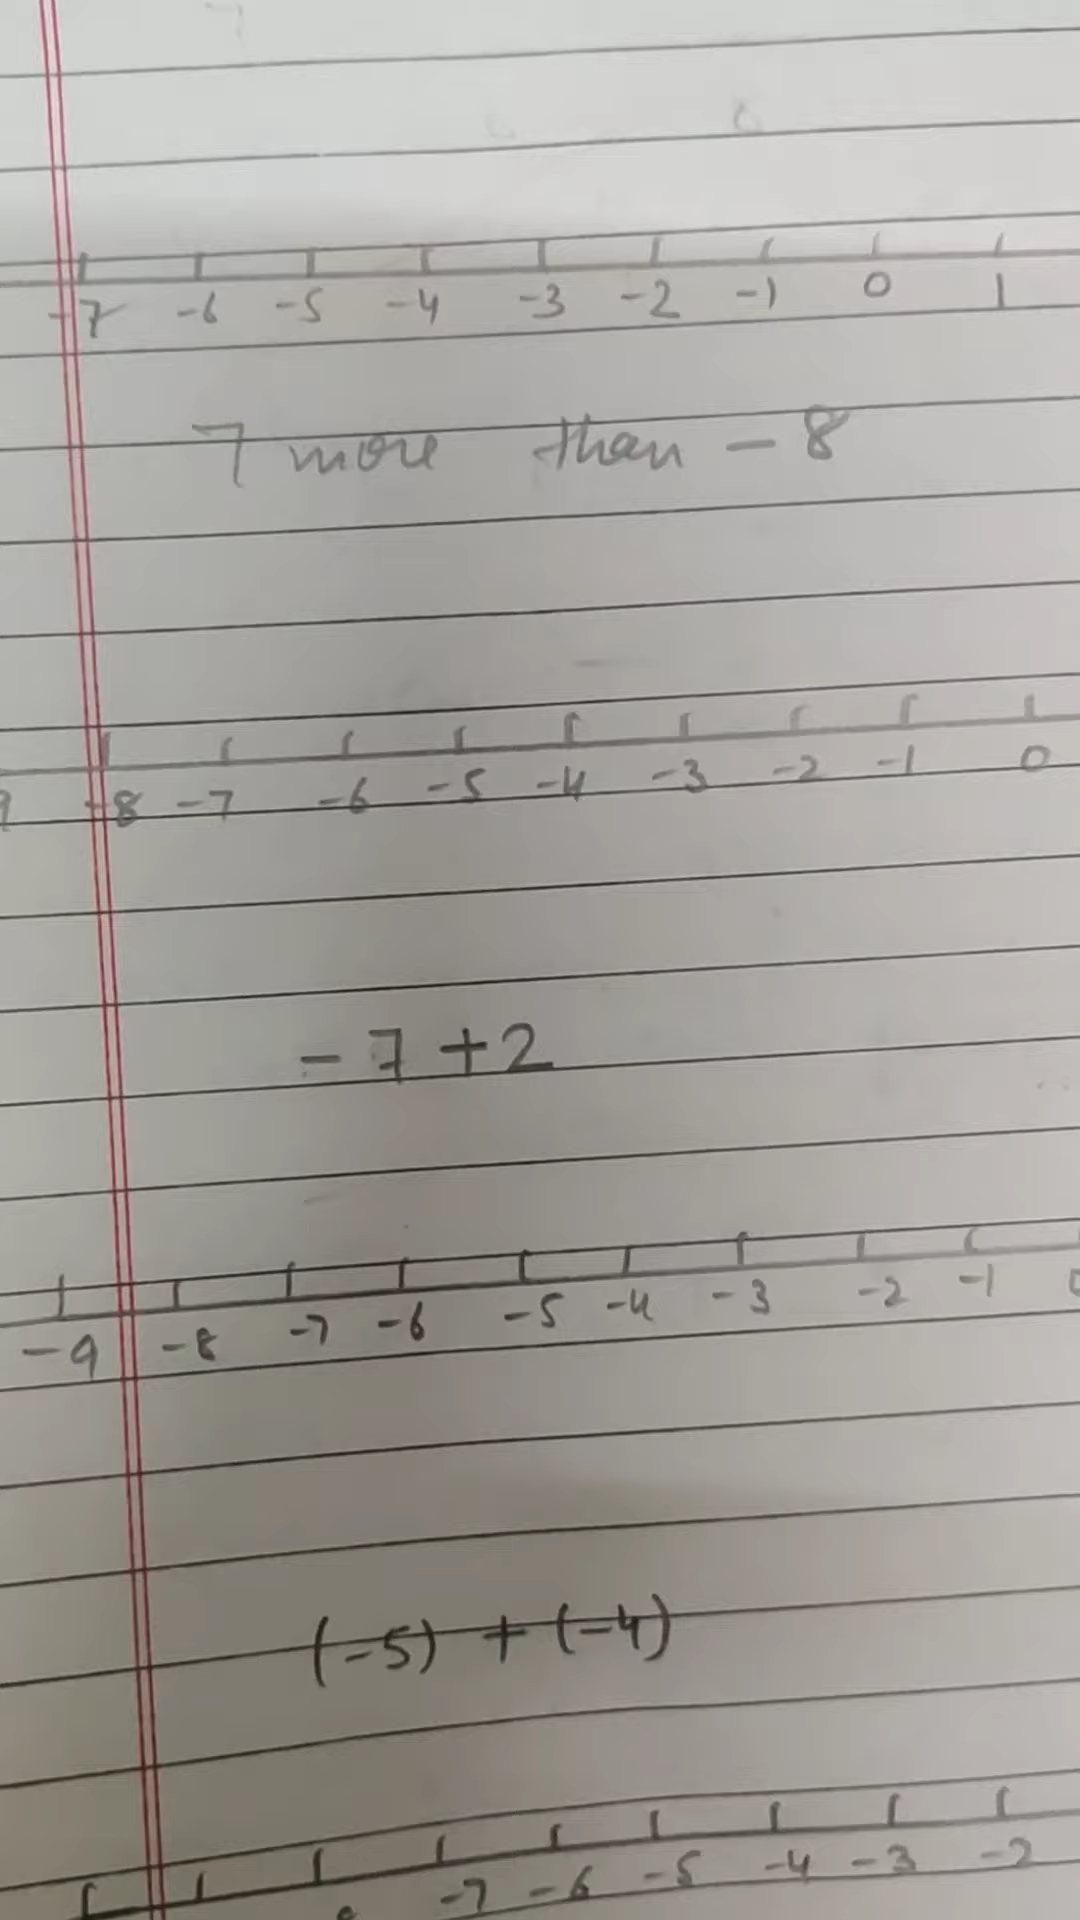 -7 -6 -5 -4 -3 -2 -1 0 1
7 more than -8
-8 -7 -6 -5 -4 -3 -2 -1 0
-7 + 2
-9 -8 -7 -6 -5 -4 -3 -2 -1
(-5) + (-4)
-7 -6 -5 -4 -3 -2